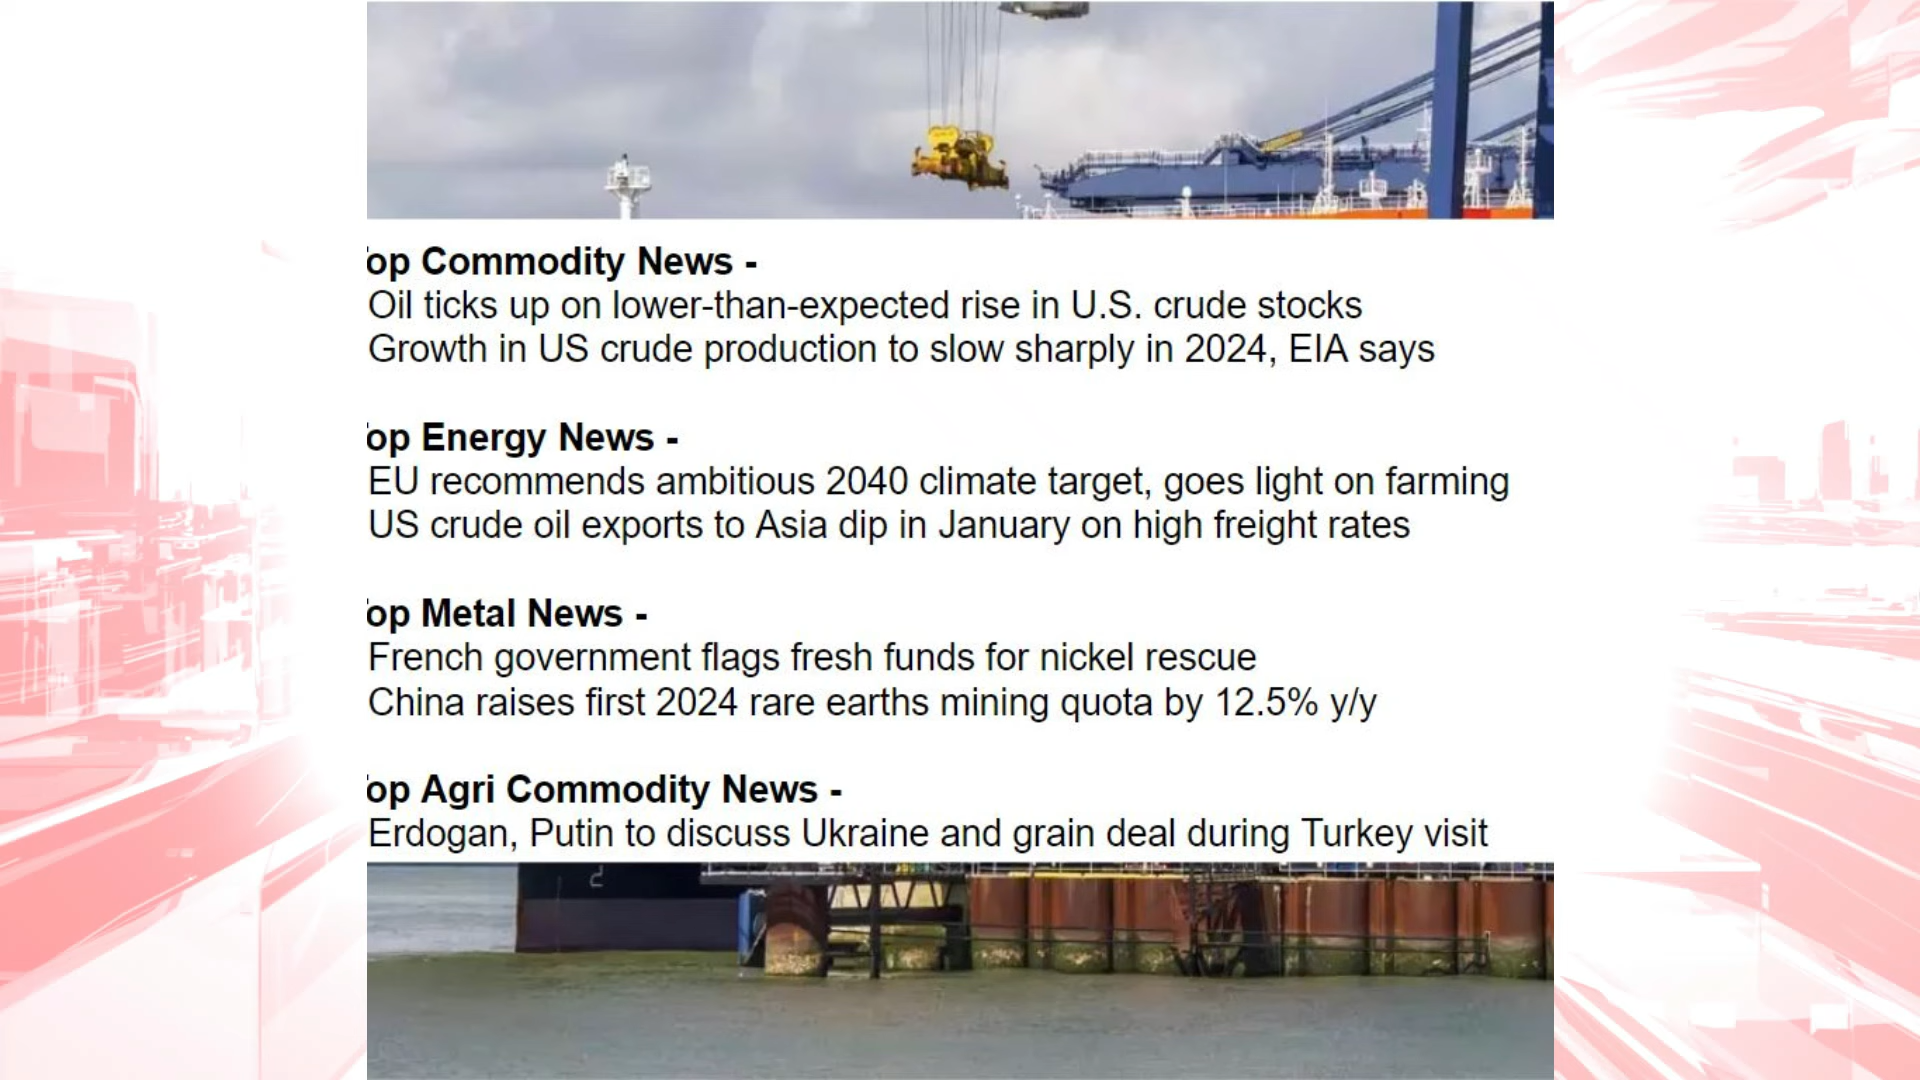 op Commodity News -
Oil ticks up on lower-than-expected rise in U.S. crude stocks
Growth in US crude production to slow sharply in 2024, EIA says
op Energy News -
EU recommends ambitious 2040 climate target, goes light on farming
US crude oil exports to Asia dip in January on high freight rates
op Metal News -
French government flags fresh funds for nickel rescue
China raises first 2024 rare earths mining quota by 12.5% y/y
op Agri Commodity News -
Erdogan, Putin to discuss Ukraine and grain deal during Turkey visit